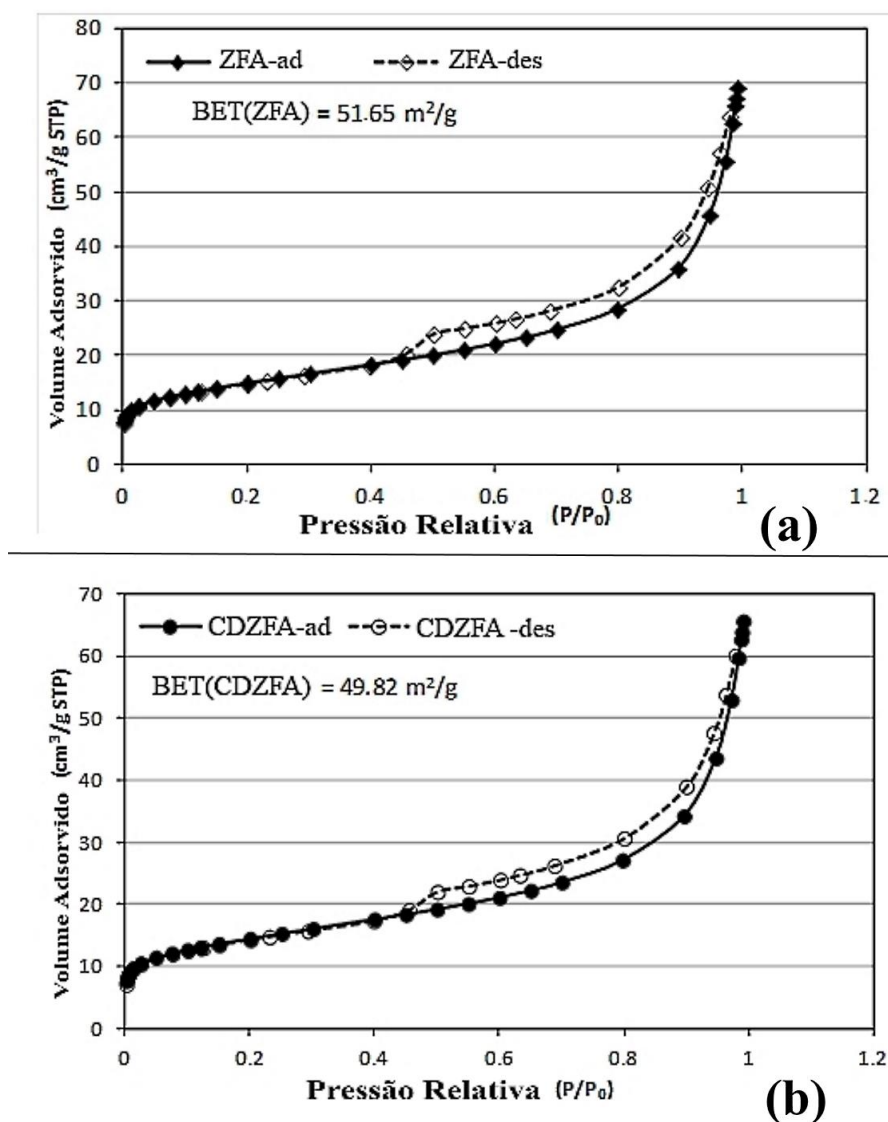 80
70
60
50
40
30
20
10
0
Volume Adsorvido (cm³/g STP)
ZFA-ad ZFA-des
BET(ZFA) = 51.65 m²/g
0 0.2 0.4 0.6 0.8 1 1.2
Pressão Relativa (P/P₀)
(a)
70
60
50
40
30
20
10
0
Volume Adsorvido (cm³/g STP)
CDZFA-ad CDZFA -des
BET(CDZFA) = 49.82 m²/g
0 0.2 0.4 0.6 0.8 1 1.2
Pressão Relativa (P/P₀)
(b)